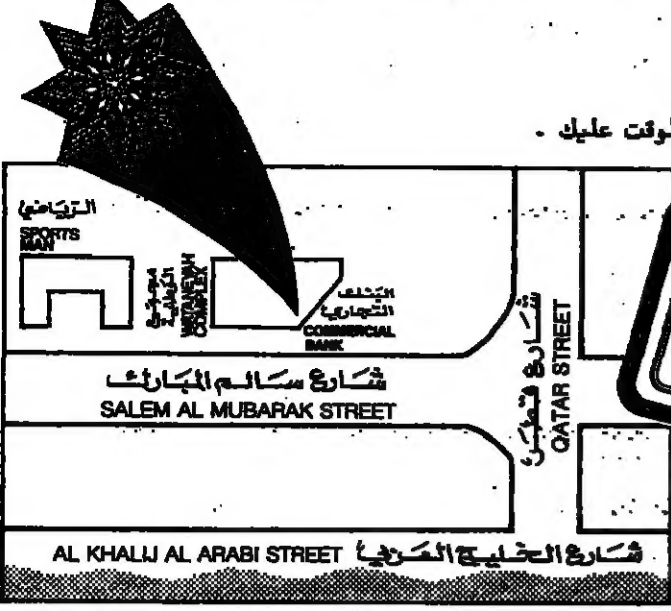 لوقت عليك .
الرياضي
SPORTS
MAN
مجمع
الوطنية
WATANEYAH
COMPLEX
البنك
التجاري
COMMERCIAL
BANK
شارع سالم المبارك
SALEM AL MUBARAK STREET
شارع قطر
QATAR STREET
AL KHALIJ AL ARABI STREET شارع الخليج العربي